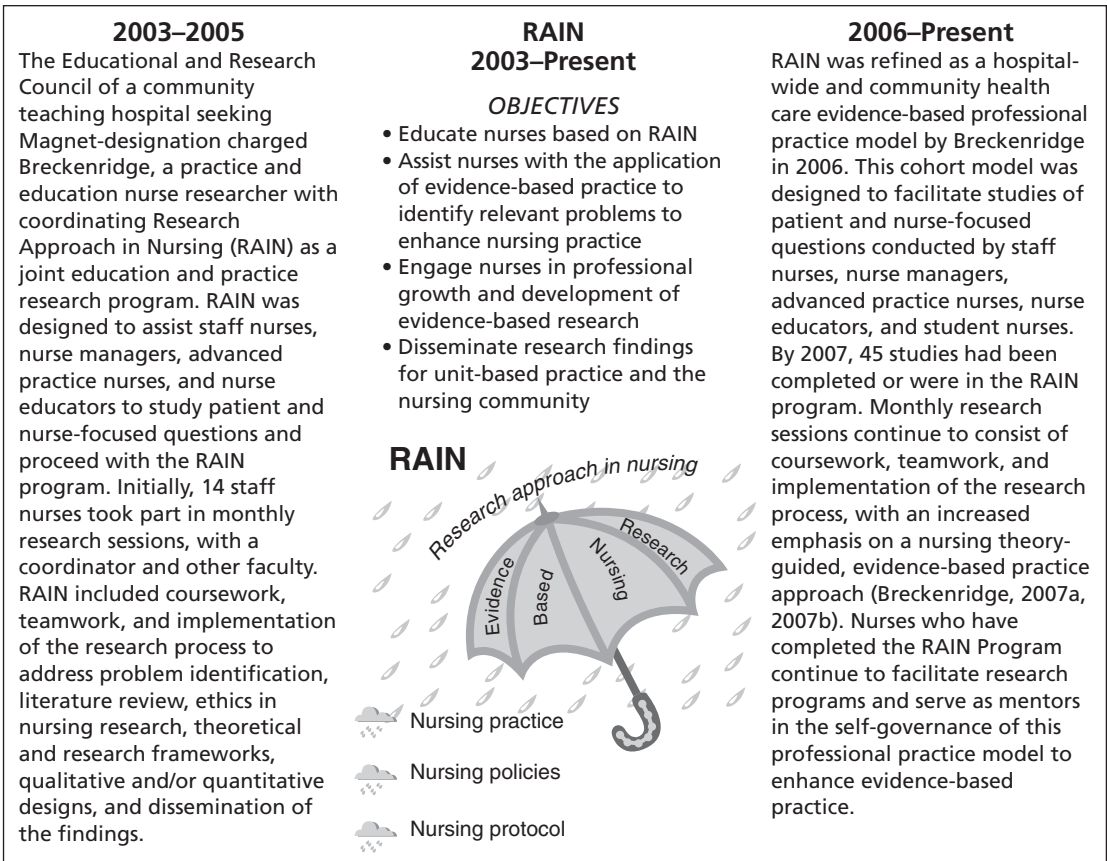 2003–2005
The Educational and Research
Council of a community
teaching hospital seeking
Magnet-designation charged
Breckenridge, a practice and
education nurse researcher with
coordinating Research
Approach in Nursing (RAIN) as a
joint education and practice
research program. RAIN was
designed to assist staff nurses,
nurse managers, advanced
practice nurses, and nurse
educators to study patient and
nurse-focused questions and
proceed with the RAIN
program. Initially, 14 staff
nurses took part in monthly
research sessions, with a
coordinator and other faculty.
RAIN included coursework,
teamwork, and implementation
of the research process to
address problem identification,
literature review, ethics in
nursing research, theoretical
and research frameworks,
qualitative and/or quantitative
designs, and dissemination of
the findings.
RAIN
2003–Present
OBJECTIVES
• Educate nurses based on RAIN
• Assist nurses with the application
of evidence-based practice to
identify relevant problems to
enhance nursing practice
• Engage nurses in professional
growth and development of
evidence-based research
• Disseminate research findings
for unit-based practice and the
nursing community
RAIN
Research approach in nursing
Evidence
Based
Nursing
Research
Nursing practice
Nursing policies
Nursing protocol
2006–Present
RAIN was refined as a hospital-
wide and community health
care evidence-based professional
practice model by Breckenridge
in 2006. This cohort model was
designed to facilitate studies of
patient and nurse-focused
questions conducted by staff
nurses, nurse managers,
advanced practice nurses, nurse
educators, and student nurses.
By 2007, 45 studies had been
completed or were in the RAIN
program. Monthly research
sessions continue to consist of
coursework, teamwork, and
implementation of the research
process, with an increased
emphasis on a nursing theory-
guided, evidence-based practice
approach (Breckenridge, 2007a,
2007b). Nurses who have
completed the RAIN Program
continue to facilitate research
programs and serve as mentors
in the self-governance of this
professional practice model to
enhance evidence-based
practice.